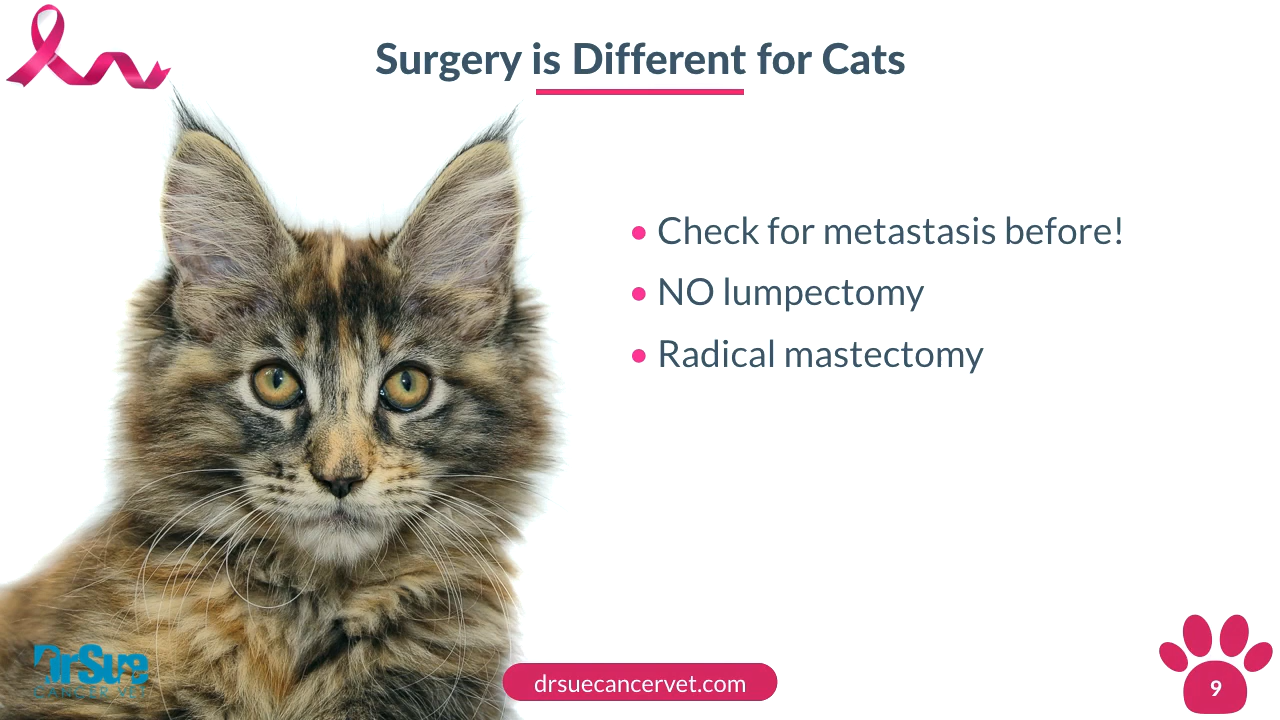 Surgery is Different for Cats
• Check for metastasis before!
• NO lumpectomy
• Radical mastectomy
DrSue
CANCER VET
drsuecancervet.com
9